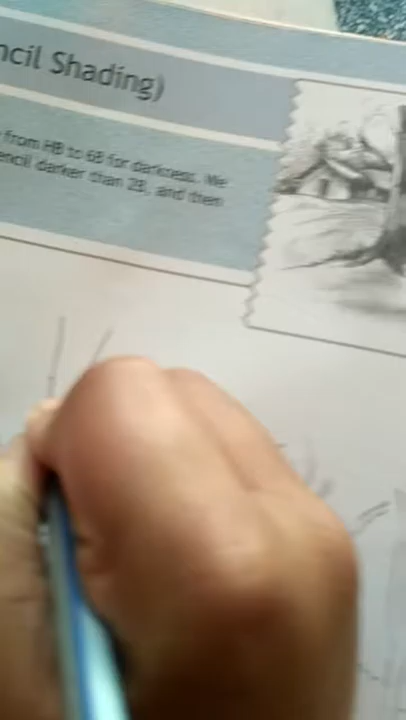 ncil Shading)
from HB to 6B for darkness. We
encil darker than 2B, and then